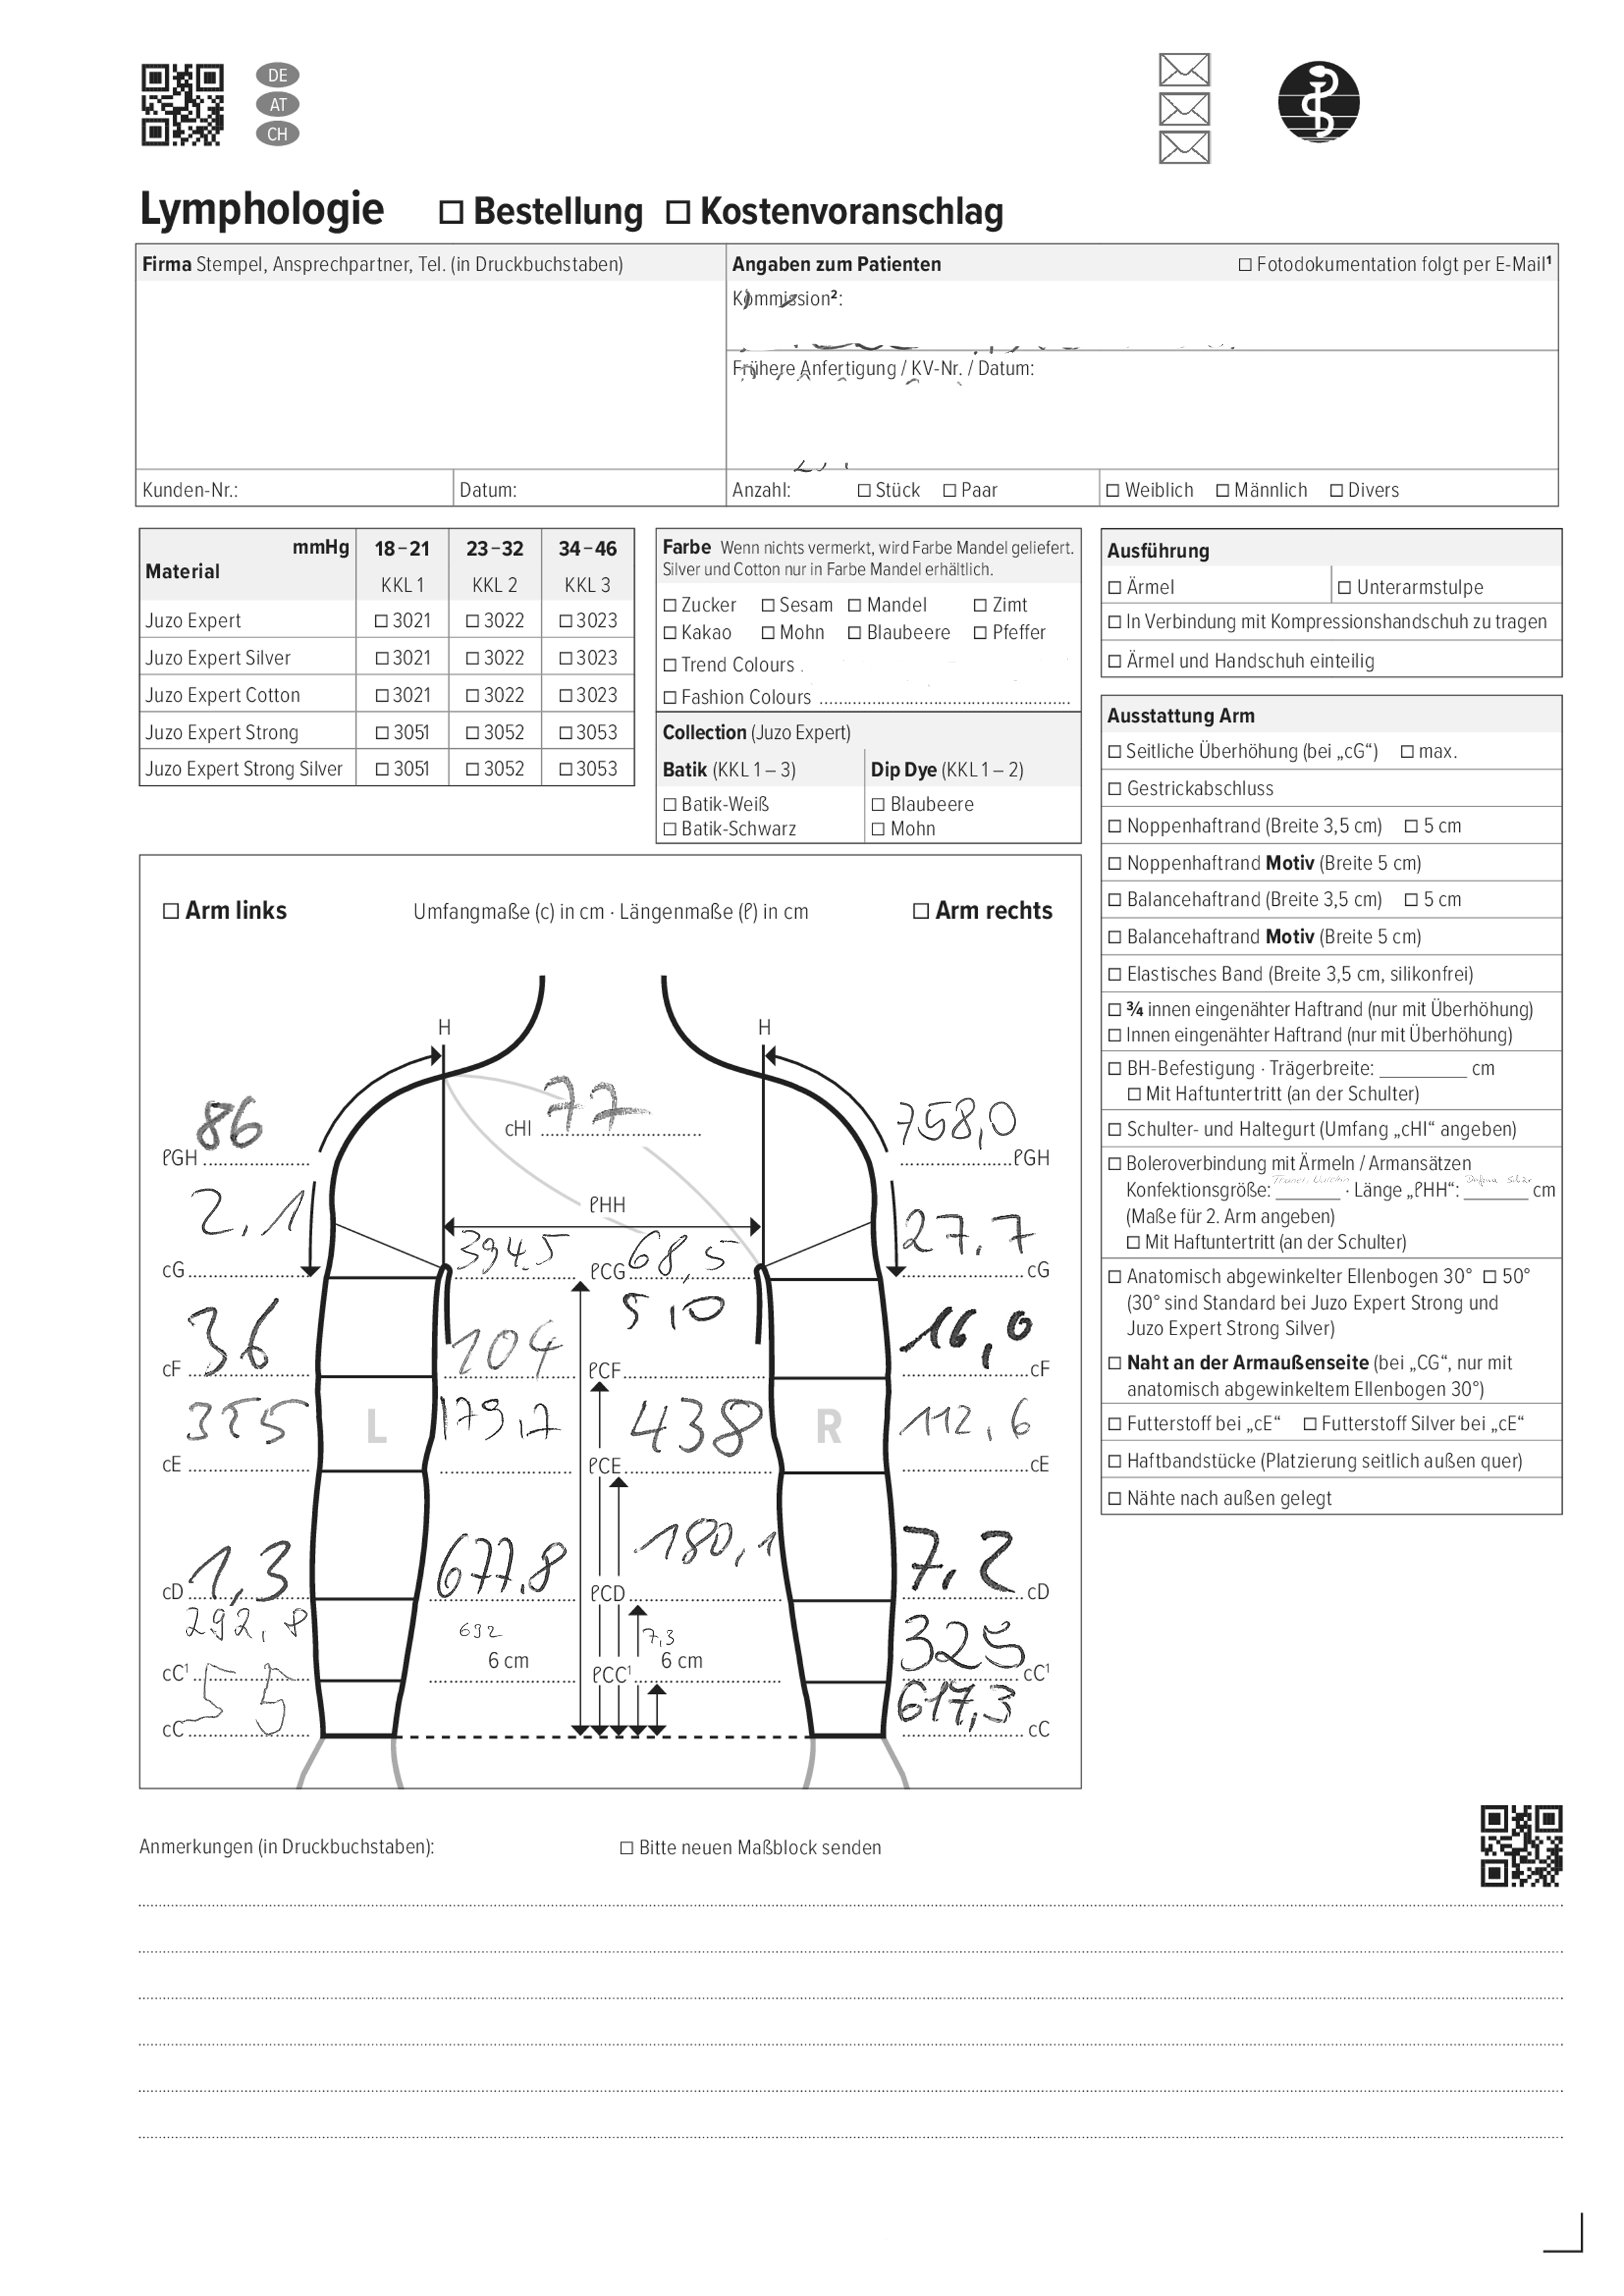 DE
AT
CH
Lymphologie ☐ Bestellung ☐ Kostenvoranschlag
Firma Stempel, Ansprechpartner, Tel. (in Druckbuchstaben)
Angaben zum Patienten ☐ Fotodokumentation folgt per E-Mail¹
Kommission²:
Frühere Anfertigung / KV-Nr. / Datum:
Kunden-Nr.: Datum: Anzahl: ☐ Stück ☐ Paar ☐ Weiblich ☐ Männlich ☐ Divers
mmHg 18–21 23–32 34–46
Material KKL 1 KKL 2 KKL 3
Juzo Expert ☐ 3021 ☐ 3022 ☐ 3023
Juzo Expert Silver ☐ 3021 ☐ 3022 ☐ 3023
Juzo Expert Cotton ☐ 3021 ☐ 3022 ☐ 3023
Juzo Expert Strong ☐ 3051 ☐ 3052 ☐ 3053
Juzo Expert Strong Silver ☐ 3051 ☐ 3052 ☐ 3053
Farbe Wenn nichts vermerkt, wird Farbe Mandel geliefert.
Silver und Cotton nur in Farbe Mandel erhältlich.
☐ Zucker ☐ Sesam ☐ Mandel ☐ Zimt
☐ Kakao ☐ Mohn ☐ Blaubeere ☐ Pfeffer
☐ Trend Colours
☐ Fashion Colours
Collection (Juzo Expert)
Batik (KKL 1 – 3) Dip Dye (KKL 1 – 2)
☐ Batik-Weiß ☐ Blaubeere
☐ Batik-Schwarz ☐ Mohn
Ausführung
☐ Ärmel ☐ Unterarmstulpe
☐ In Verbindung mit Kompressionshandschuh zu tragen
☐ Ärmel und Handschuh einteilig
Ausstattung Arm
☐ Seitliche Überhöhung (bei „cG“) ☐ max.
☐ Gestrickabschluss
☐ Noppenhaftrand (Breite 3,5 cm) ☐ 5 cm
☐ Noppenhaftrand Motiv (Breite 5 cm)
☐ Balancehaftrand (Breite 3,5 cm) ☐ 5 cm
☐ Balancehaftrand Motiv (Breite 5 cm)
☐ Elastisches Band (Breite 3,5 cm, silikonfrei)
☐ ¾ innen eingenähter Haftrand (nur mit Überhöhung)
☐ Innen eingenähter Haftrand (nur mit Überhöhung)
☐ BH-Befestigung · Trägerbreite: ________ cm
☐ Mit Haftuntertritt (an der Schulter)
☐ Schulter- und Haltegurt (Umfang „cHI“ angeben)
☐ Boleroverbindung mit Ärmeln / Armansätzen
Konfektionsgröße: ______ · Länge „ℓHH“: ______ cm
(Maße für 2. Arm angeben)
☐ Mit Haftuntertritt (an der Schulter)
☐ Anatomisch abgewinkelter Ellenbogen 30° ☐ 50°
(30° sind Standard bei Juzo Expert Strong und
Juzo Expert Strong Silver)
☐ Naht an der Armaußenseite (bei „CG“, nur mit
anatomisch abgewinkeltem Ellenbogen 30°)
☐ Futterstoff bei „cE“ ☐ Futterstoff Silver bei „cE“
☐ Haftbandstücke (Platzierung seitlich außen quer)
☐ Nähte nach außen gelegt
☐ Arm links Umfangmaße (c) in cm · Längenmaße (ℓ) in cm ☐ Arm rechts
H H
86 cHI 77 758,0
ℓGH ℓGH
ℓHH
2,1 394,5 68,5 27,7
cG ℓCG cG
5,0
36 104 16,0
cF ℓCF cF
355 L 179,7 438 R 112,6
cE ℓCE cE
1,3 677,8 180,1 7,2
cD ℓCD cD
292,8 692 7,3 325
6 cm 6 cm
cC¹ ℓCC¹ cC¹
55 617,3
cC cC
Anmerkungen (in Druckbuchstaben): ☐ Bitte neuen Maßblock senden